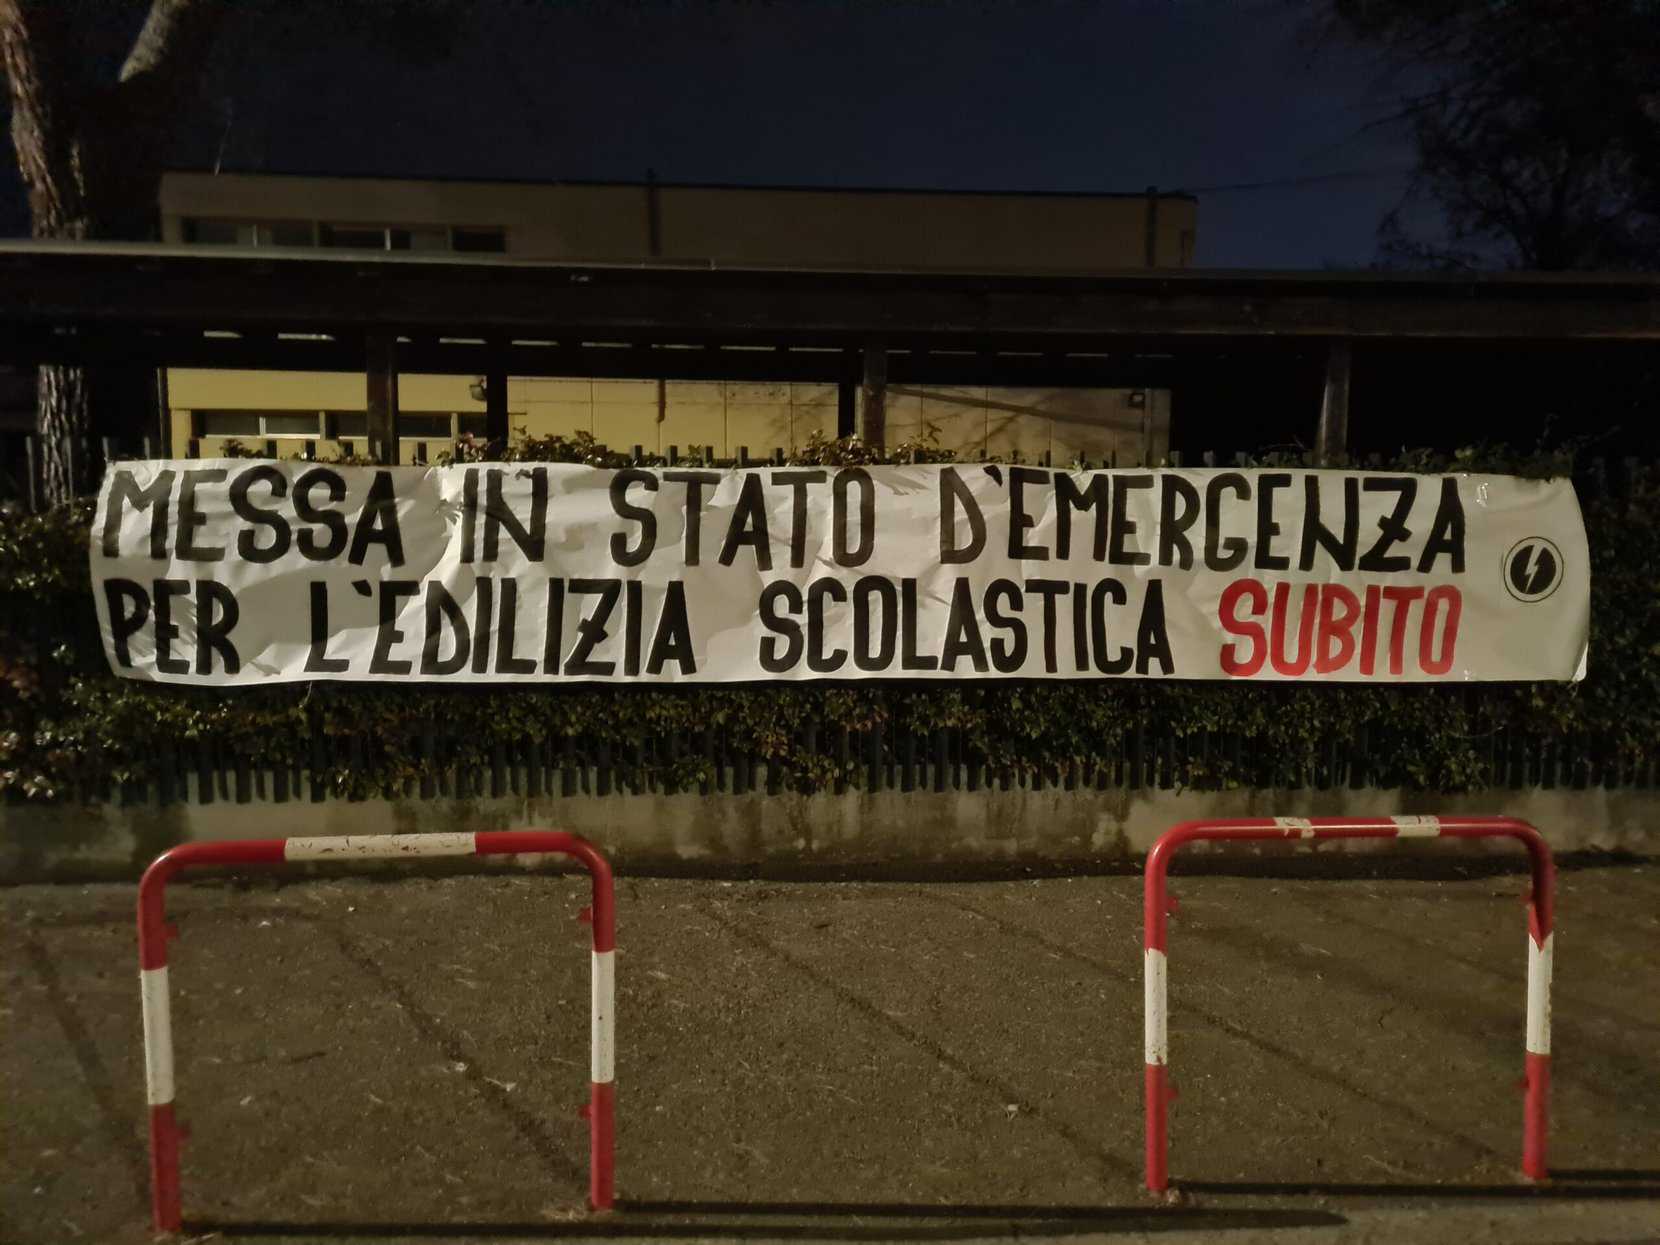 MESSA IN STATO D'EMERGENZA
PER L'EDILIZIA SCOLASTICA SUBITO